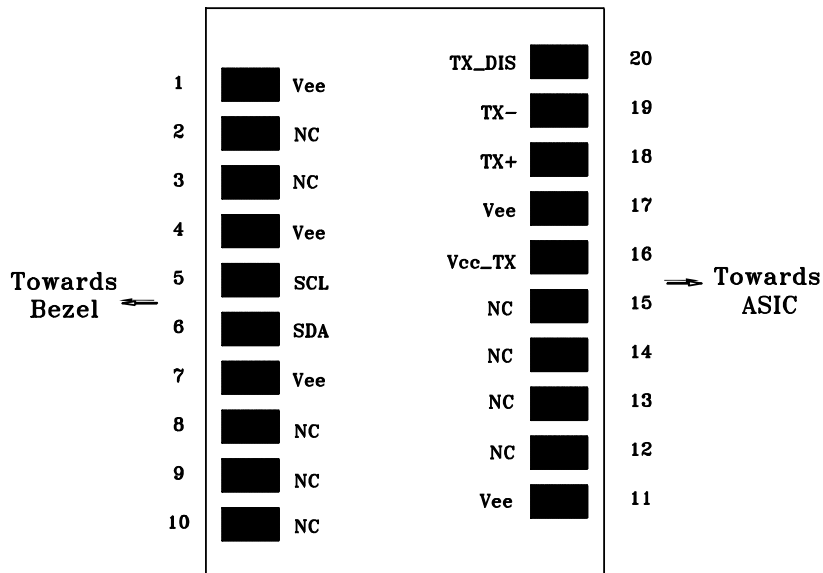 1 Vee
2 NC
3 NC
4 Vee
5 SCL
6 SDA
7 Vee
8 NC
9 NC
10 NC
TX_DIS 20
TX- 19
TX+ 18
Vee 17
Vcc_TX 16
NC 15
NC 14
NC 13
NC 12
Vee 11
Towards
Bezel
Towards
ASIC